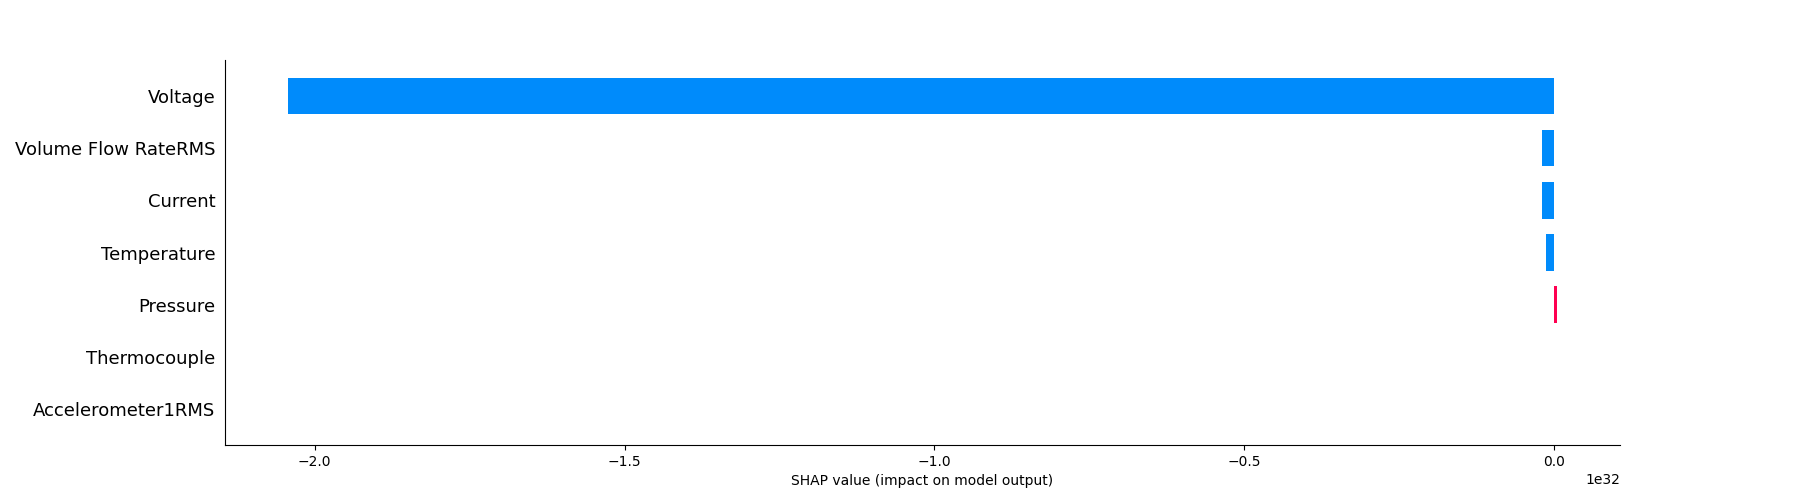 Voltage
Volume Flow RateRMS
Current
Temperature
Pressure
Thermocouple
Accelerometer1RMS
−2.0 −1.5 −1.0 −0.5 0.0
SHAP value (impact on model output) 1e32